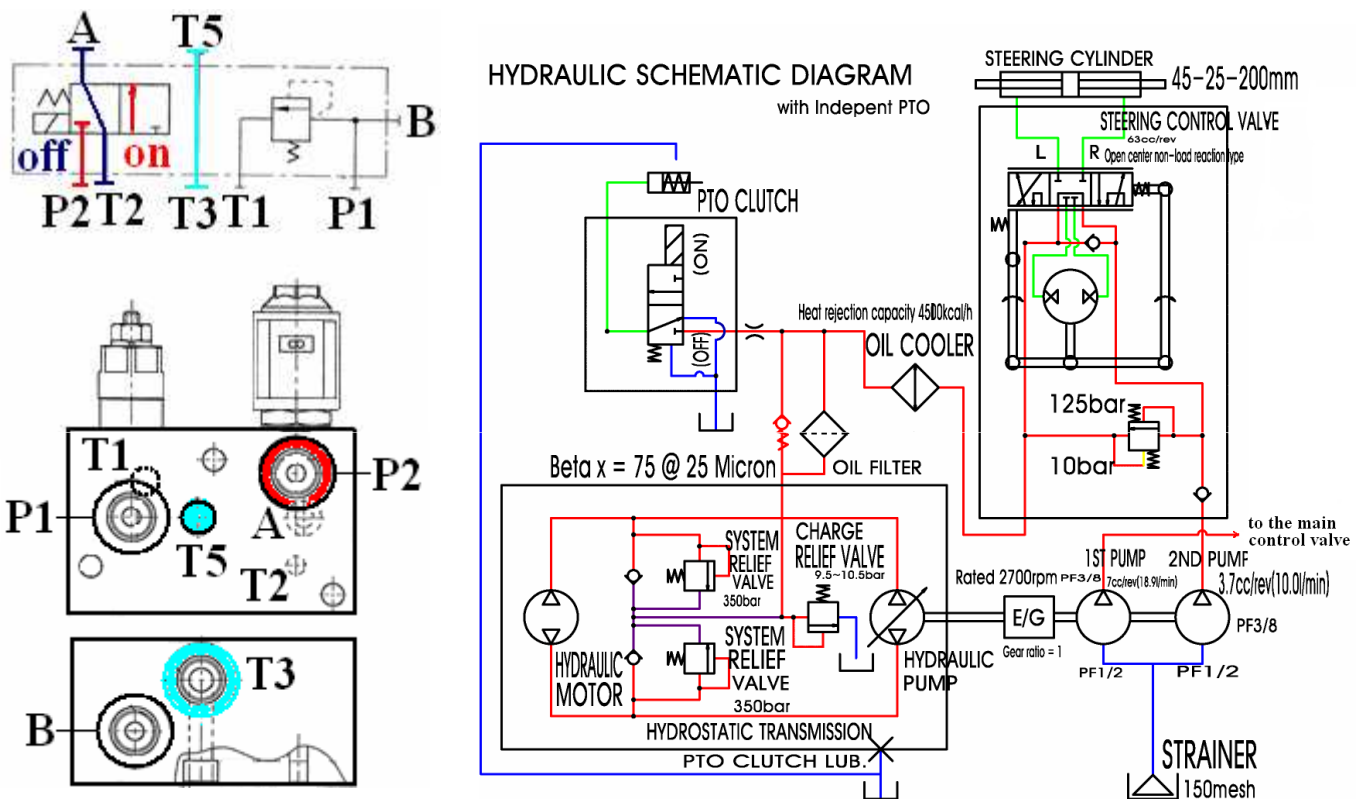 A T5
B
off on
P2 T2 T3 T1 P1
T1
P1
P2
T5
A
T2
T3
B
HYDRAULIC SCHEMATIC DIAGRAM
with Indepent PTO
STEERING CYLINDER
45-25-200mm
STEERING CONTROL VALVE
63cc/rev
L R Open center non-load reaction type
PTO CLUTCH
(ON)
(OFF)
Heat rejection capacity 4500kcal/h
OIL COOLER
125bar
10bar
Beta x = 75 @ 25 Micron
OIL FILTER
to the main
control valve
SYSTEM
RELIEF
VALVE
350bar
CHARGE
RELIEF VALVE
9.5~10.5bar
SYSTEM
RELIEF
VALVE
350bar
HYDRAULIC
MOTOR
HYDRAULIC
PUMP
Rated 2700rpm
E/G
Gear ratio = 1
1ST PUMP
PF3/8 7cc/rev(18.9l/min)
2ND PUMP
3.7cc/rev(10.0l/min)
PF3/8
PF1/2
PF1/2
HYDROSTATIC TRANSMISSION
PTO CLUTCH LUB.
STRAINER
150mesh